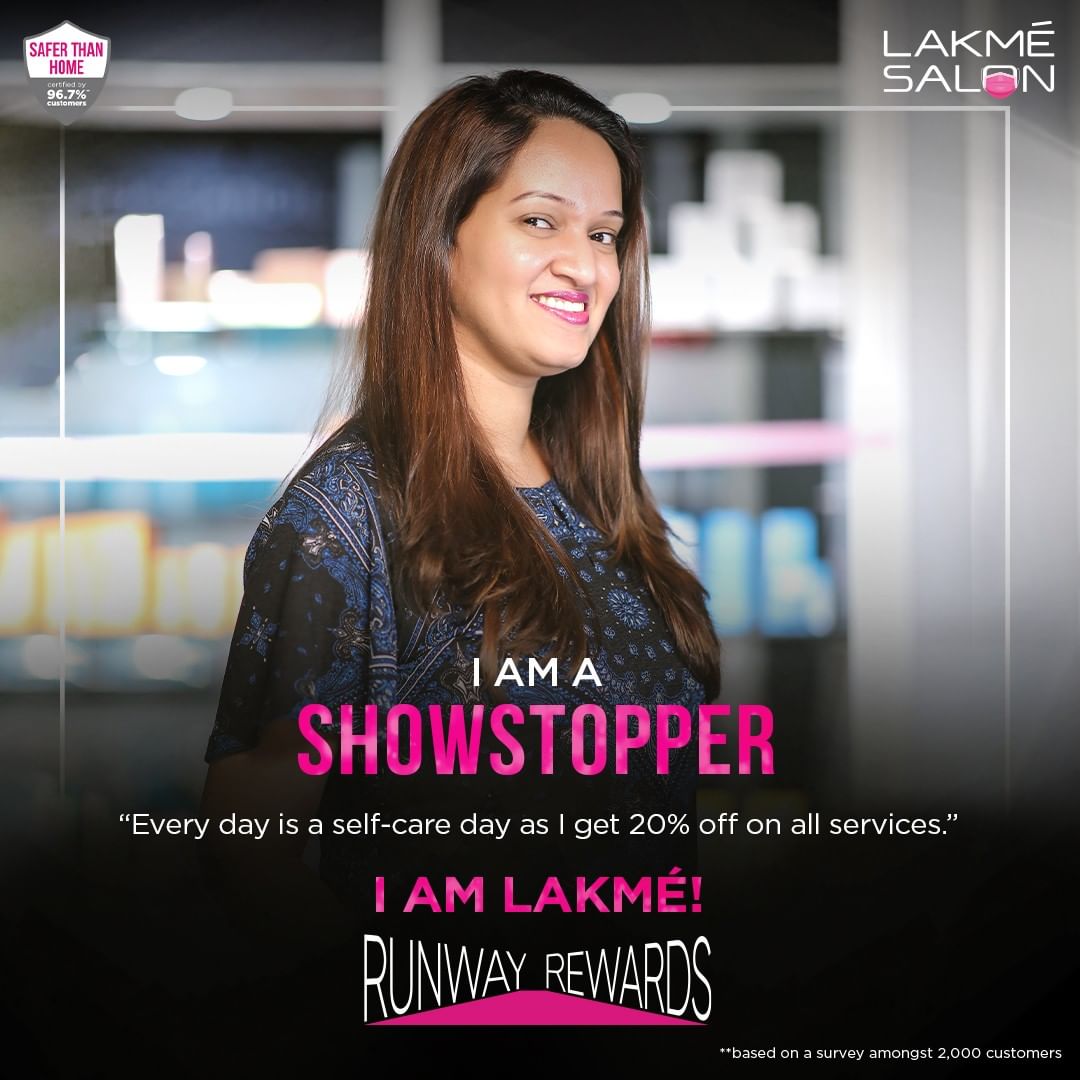 SAFER THAN
HOME
certified by
96.7%**
customers
LAKMÉ
SALON
I AM A
SHOWSTOPPER
“Every day is a self-care day as I get 20% off on all services.”
I AM LAKMÉ!
RUNWAY REWARDS
**based on a survey amongst 2,000 customers